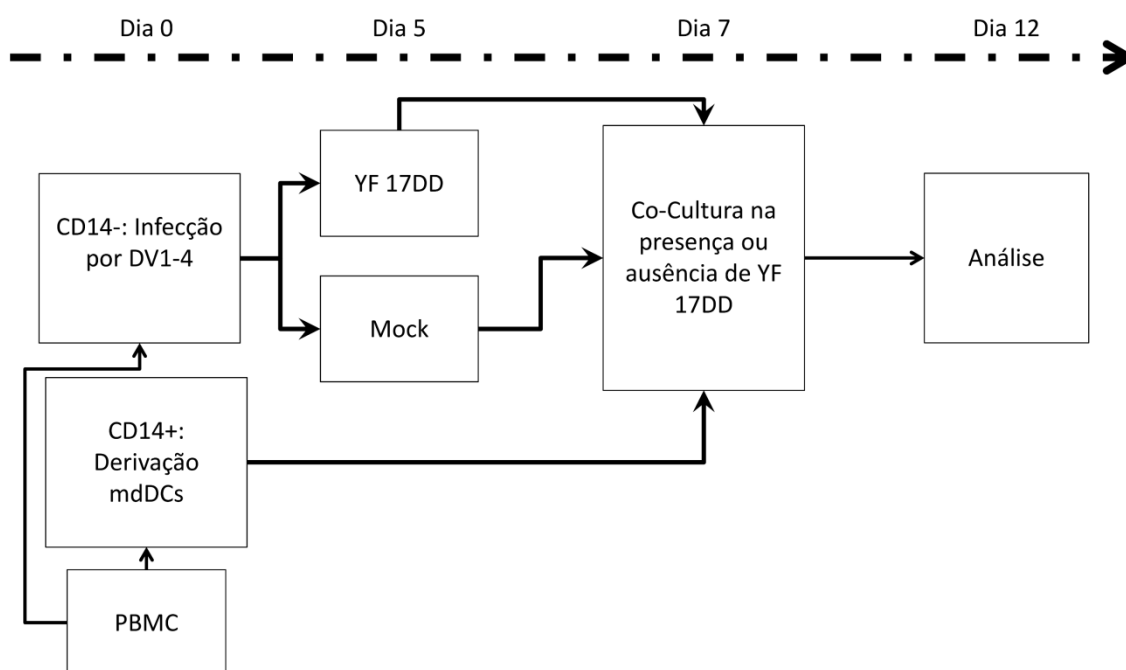 Dia 0
Dia 5
Dia 7
Dia 12
YF 17DD
CD14-: Infecção
por DV1-4
Mock
Co-Cultura na
presença ou
ausência de YF
17DD
Análise
CD14+:
Derivação
mdDCs
PBMC